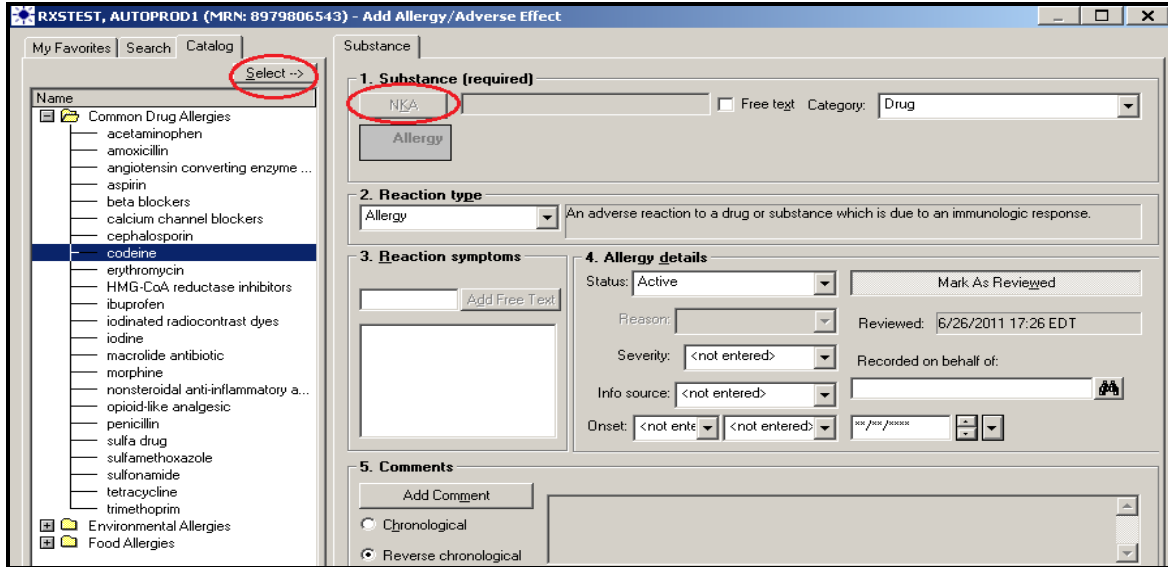 RXSTEST, AUTOPROD1 (MRN: 8979806543) - Add Allergy/Adverse Effect
My Favorites Search Catalog
Select -->
Name
Common Drug Allergies
acetaminophen
amoxicillin
angiotensin converting enzyme ...
aspirin
beta blockers
calcium channel blockers
cephalosporin
codeine
erythromycin
HMG-CoA reductase inhibitors
ibuprofen
iodinated radiocontrast dyes
iodine
macrolide antibiotic
morphine
nonsteroidal anti-inflammatory a...
opioid-like analgesic
penicillin
sulfa drug
sulfamethoxazole
sulfonamide
tetracycline
trimethoprim
Environmental Allergies
Food Allergies
Substance
1. Substance (required)
NKA Free text Category: Drug
Allergy
2. Reaction type
Allergy An adverse reaction to a drug or substance which is due to an immunologic response.
3. Reaction symptoms
Add Free Text
4. Allergy details
Status: Active Mark As Reviewed
Reason: Reviewed: 6/26/2011 17:26 EDT
Severity: <not entered> Recorded on behalf of:
Info source: <not entered>
Onset: <not ente <not entered> **/**/****
5. Comments
Add Comment
Chronological
Reverse chronological